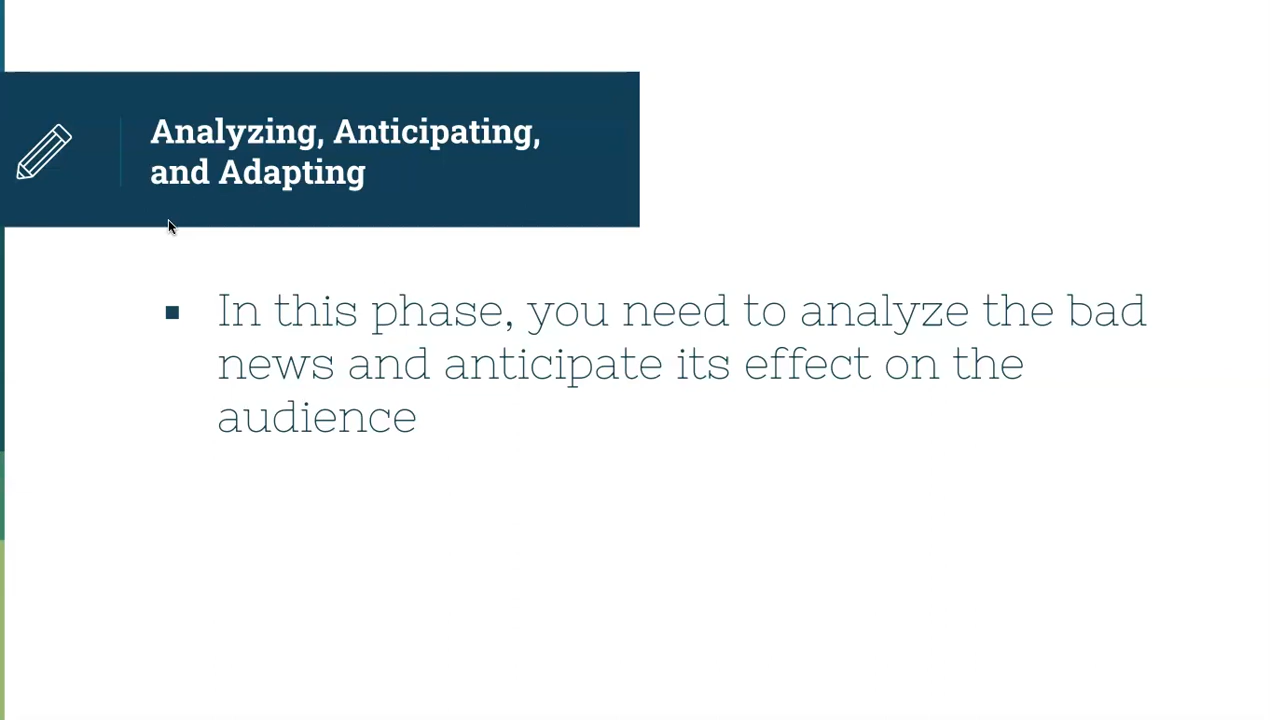 Analyzing, Anticipating,
and Adapting
In this phase, you need to analyze the bad
news and anticipate its effect on the
audience